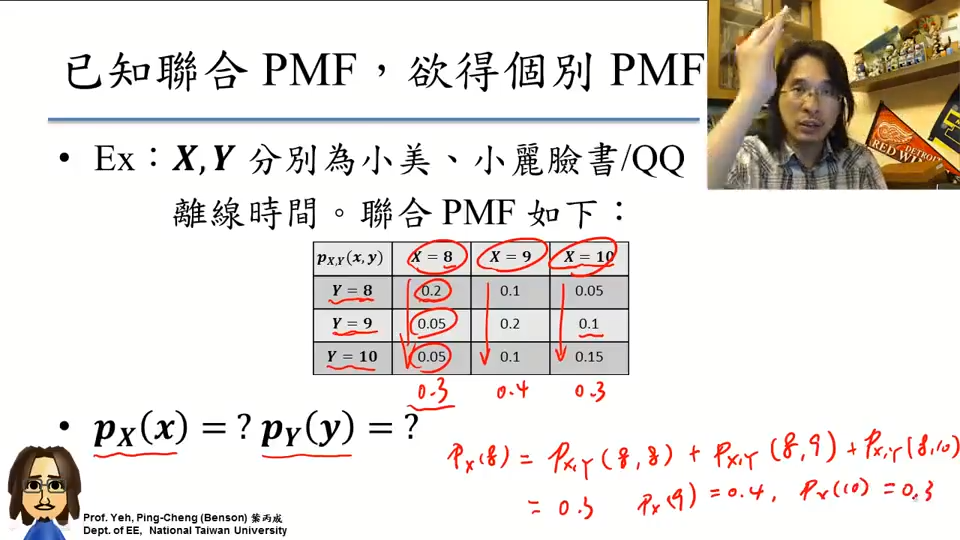 已知聯合 PMF，欲得個別 PMF
• Ex：X, Y 分別為小美、小麗臉書/QQ
離線時間。聯合 PMF 如下：
p_{X,Y}(x,y) X = 8 X = 9 X = 10
Y = 8 0.2 0.1 0.05
Y = 9 0.05 0.2 0.1
Y = 10 0.05 0.1 0.15
0.3 0.4 0.3
• p_X(x) = ? p_Y(y) = ?
P_X(8) = P_{X,Y}(8,8) + P_{X,Y}(8,9) + P_{X,Y}(8,10)
= 0.3 P_X(9) = 0.4, P_X(10) = 0.3
Prof. Yeh, Ping-Cheng (Benson) 葉丙成
Dept. of EE, National Taiwan University
DETROIT
RED WI